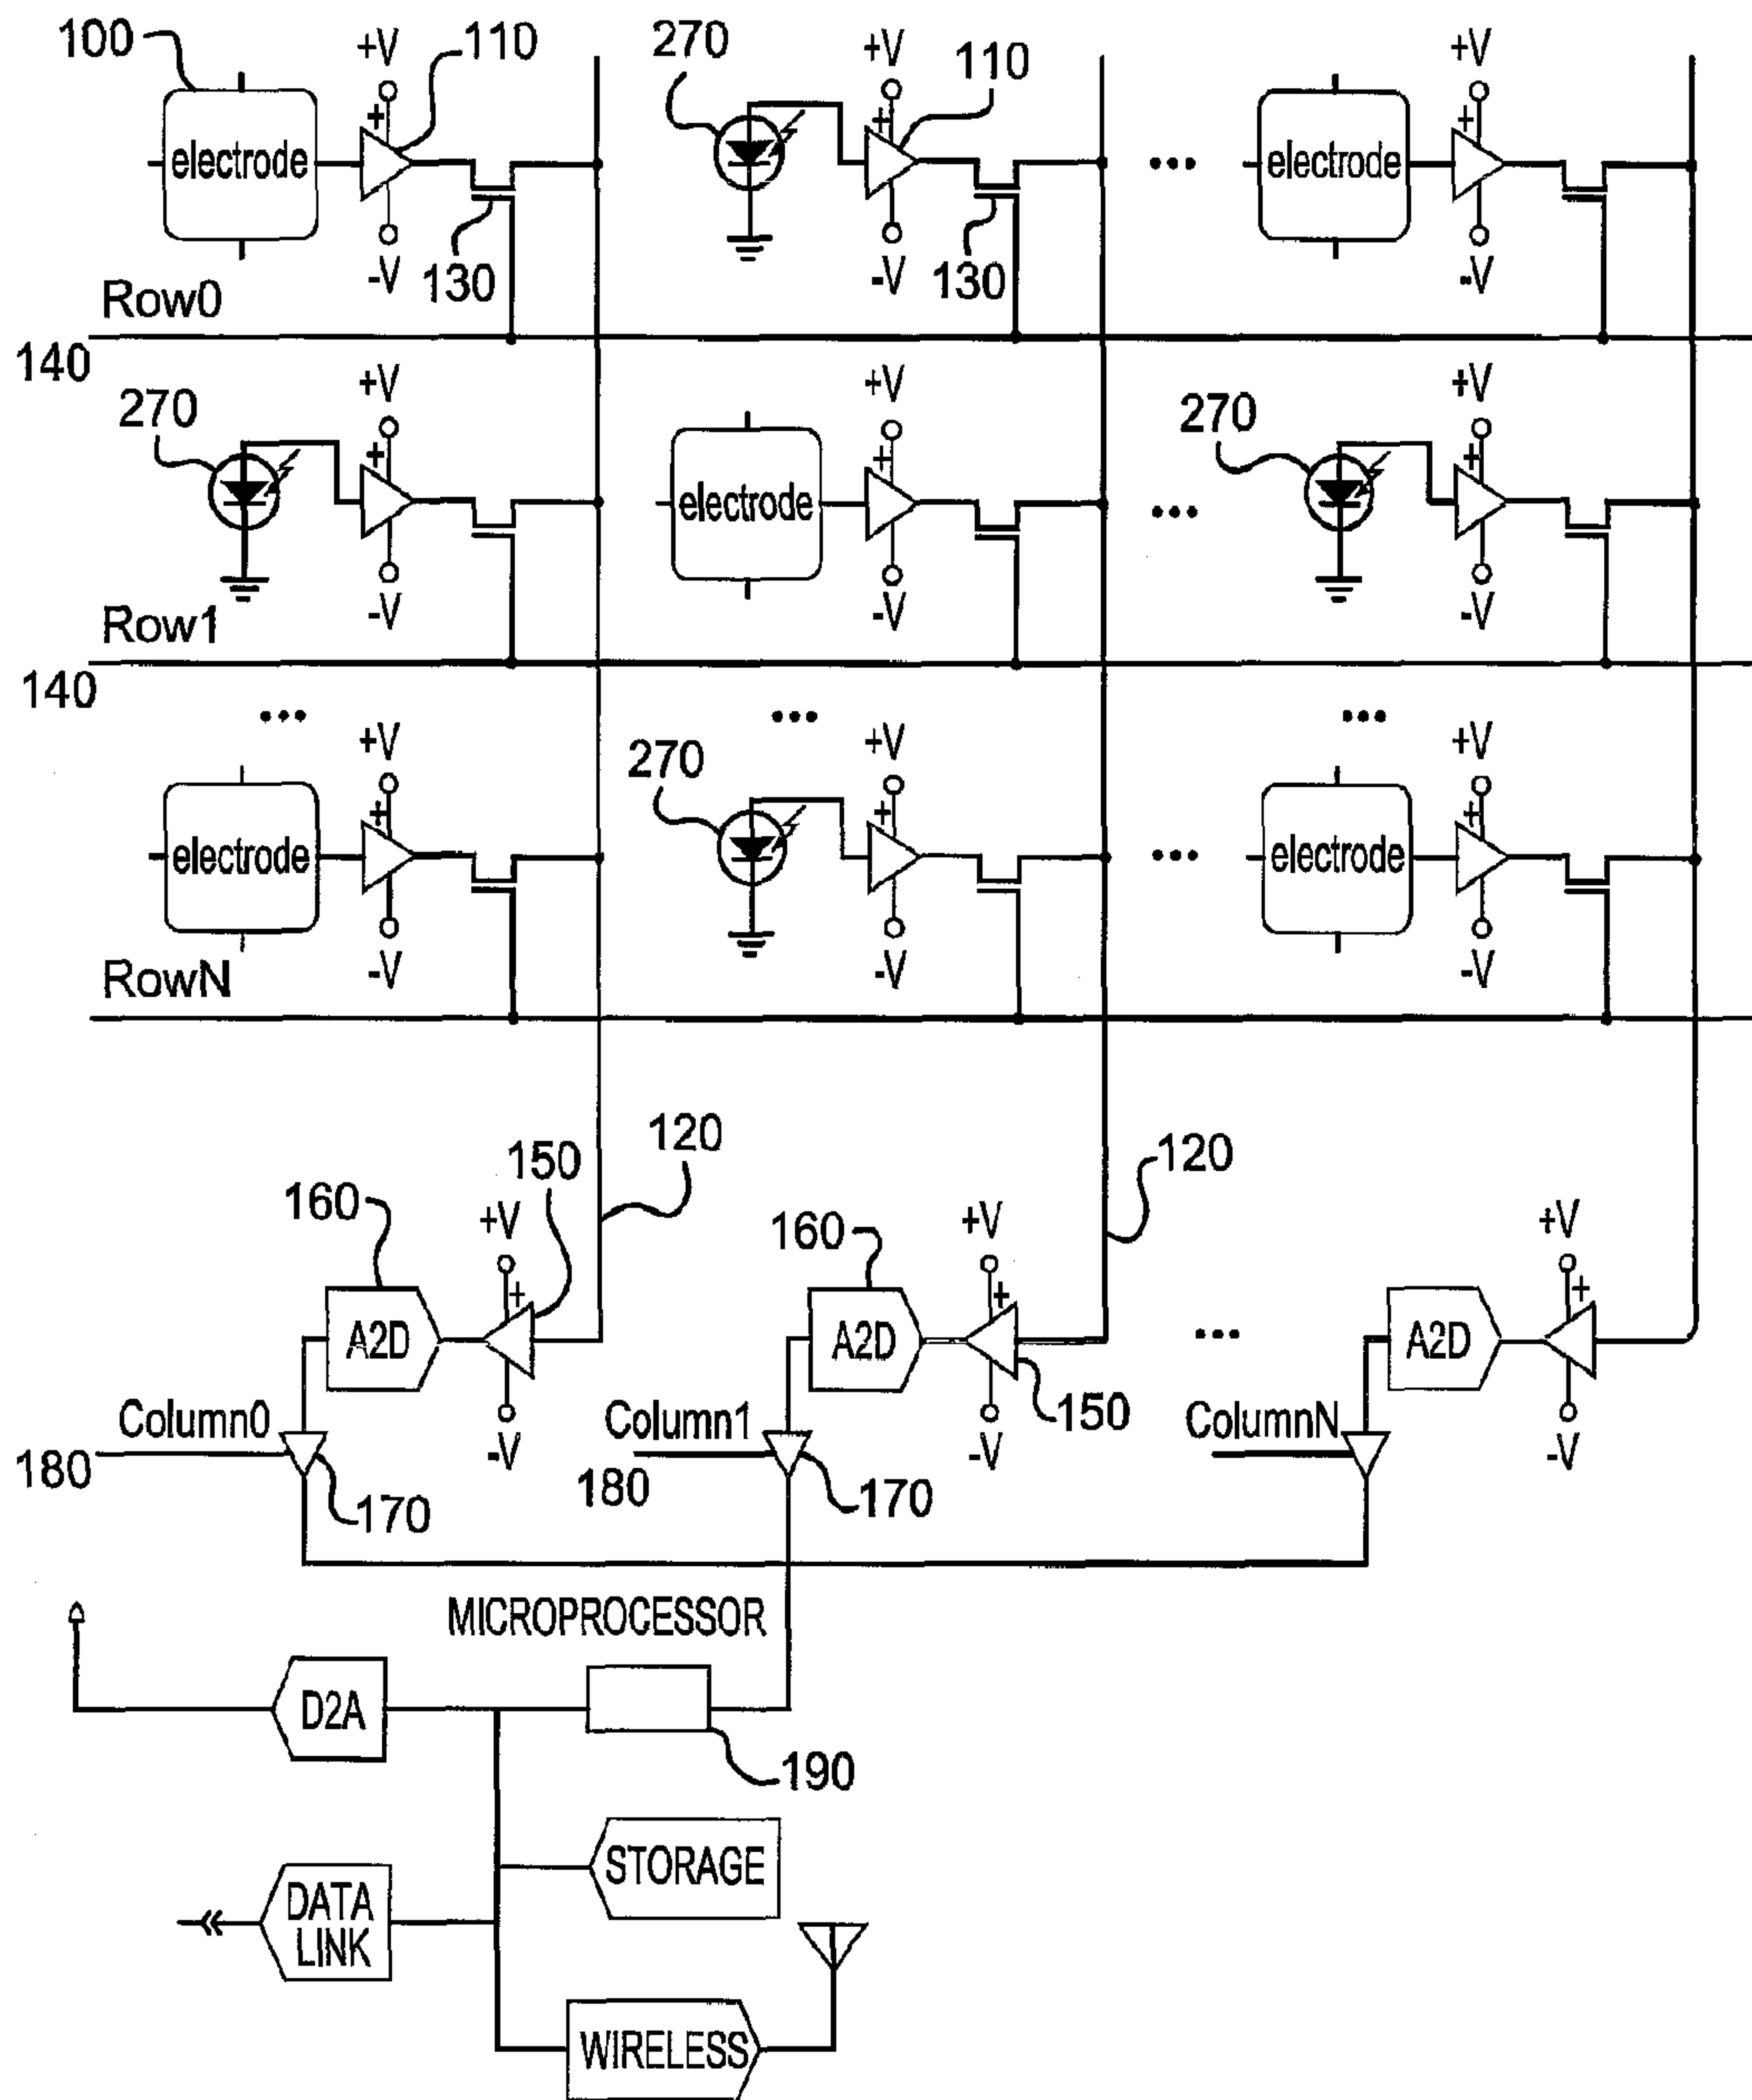 100 +V 110 270 +V 110 +V
+ + +
electrode ... electrode
-V 130 -V 130 -V
Row0
140
270 +V +V 270 +V
+ + +
electrode ...
-V -V -V
Row1
140
... ... ...
+V 270 +V +V
+ + +
electrode ... electrode
-V -V -V
RowN
150 120 120
160 +V 160 +V +V
+ + +
A2D A2D ... A2D
Column0 -V Column1 -V 150 ColumnN -V
180 170 180 170
MICROPROCESSOR
D2A
190
STORAGE
DATA
LINK
WIRELESS